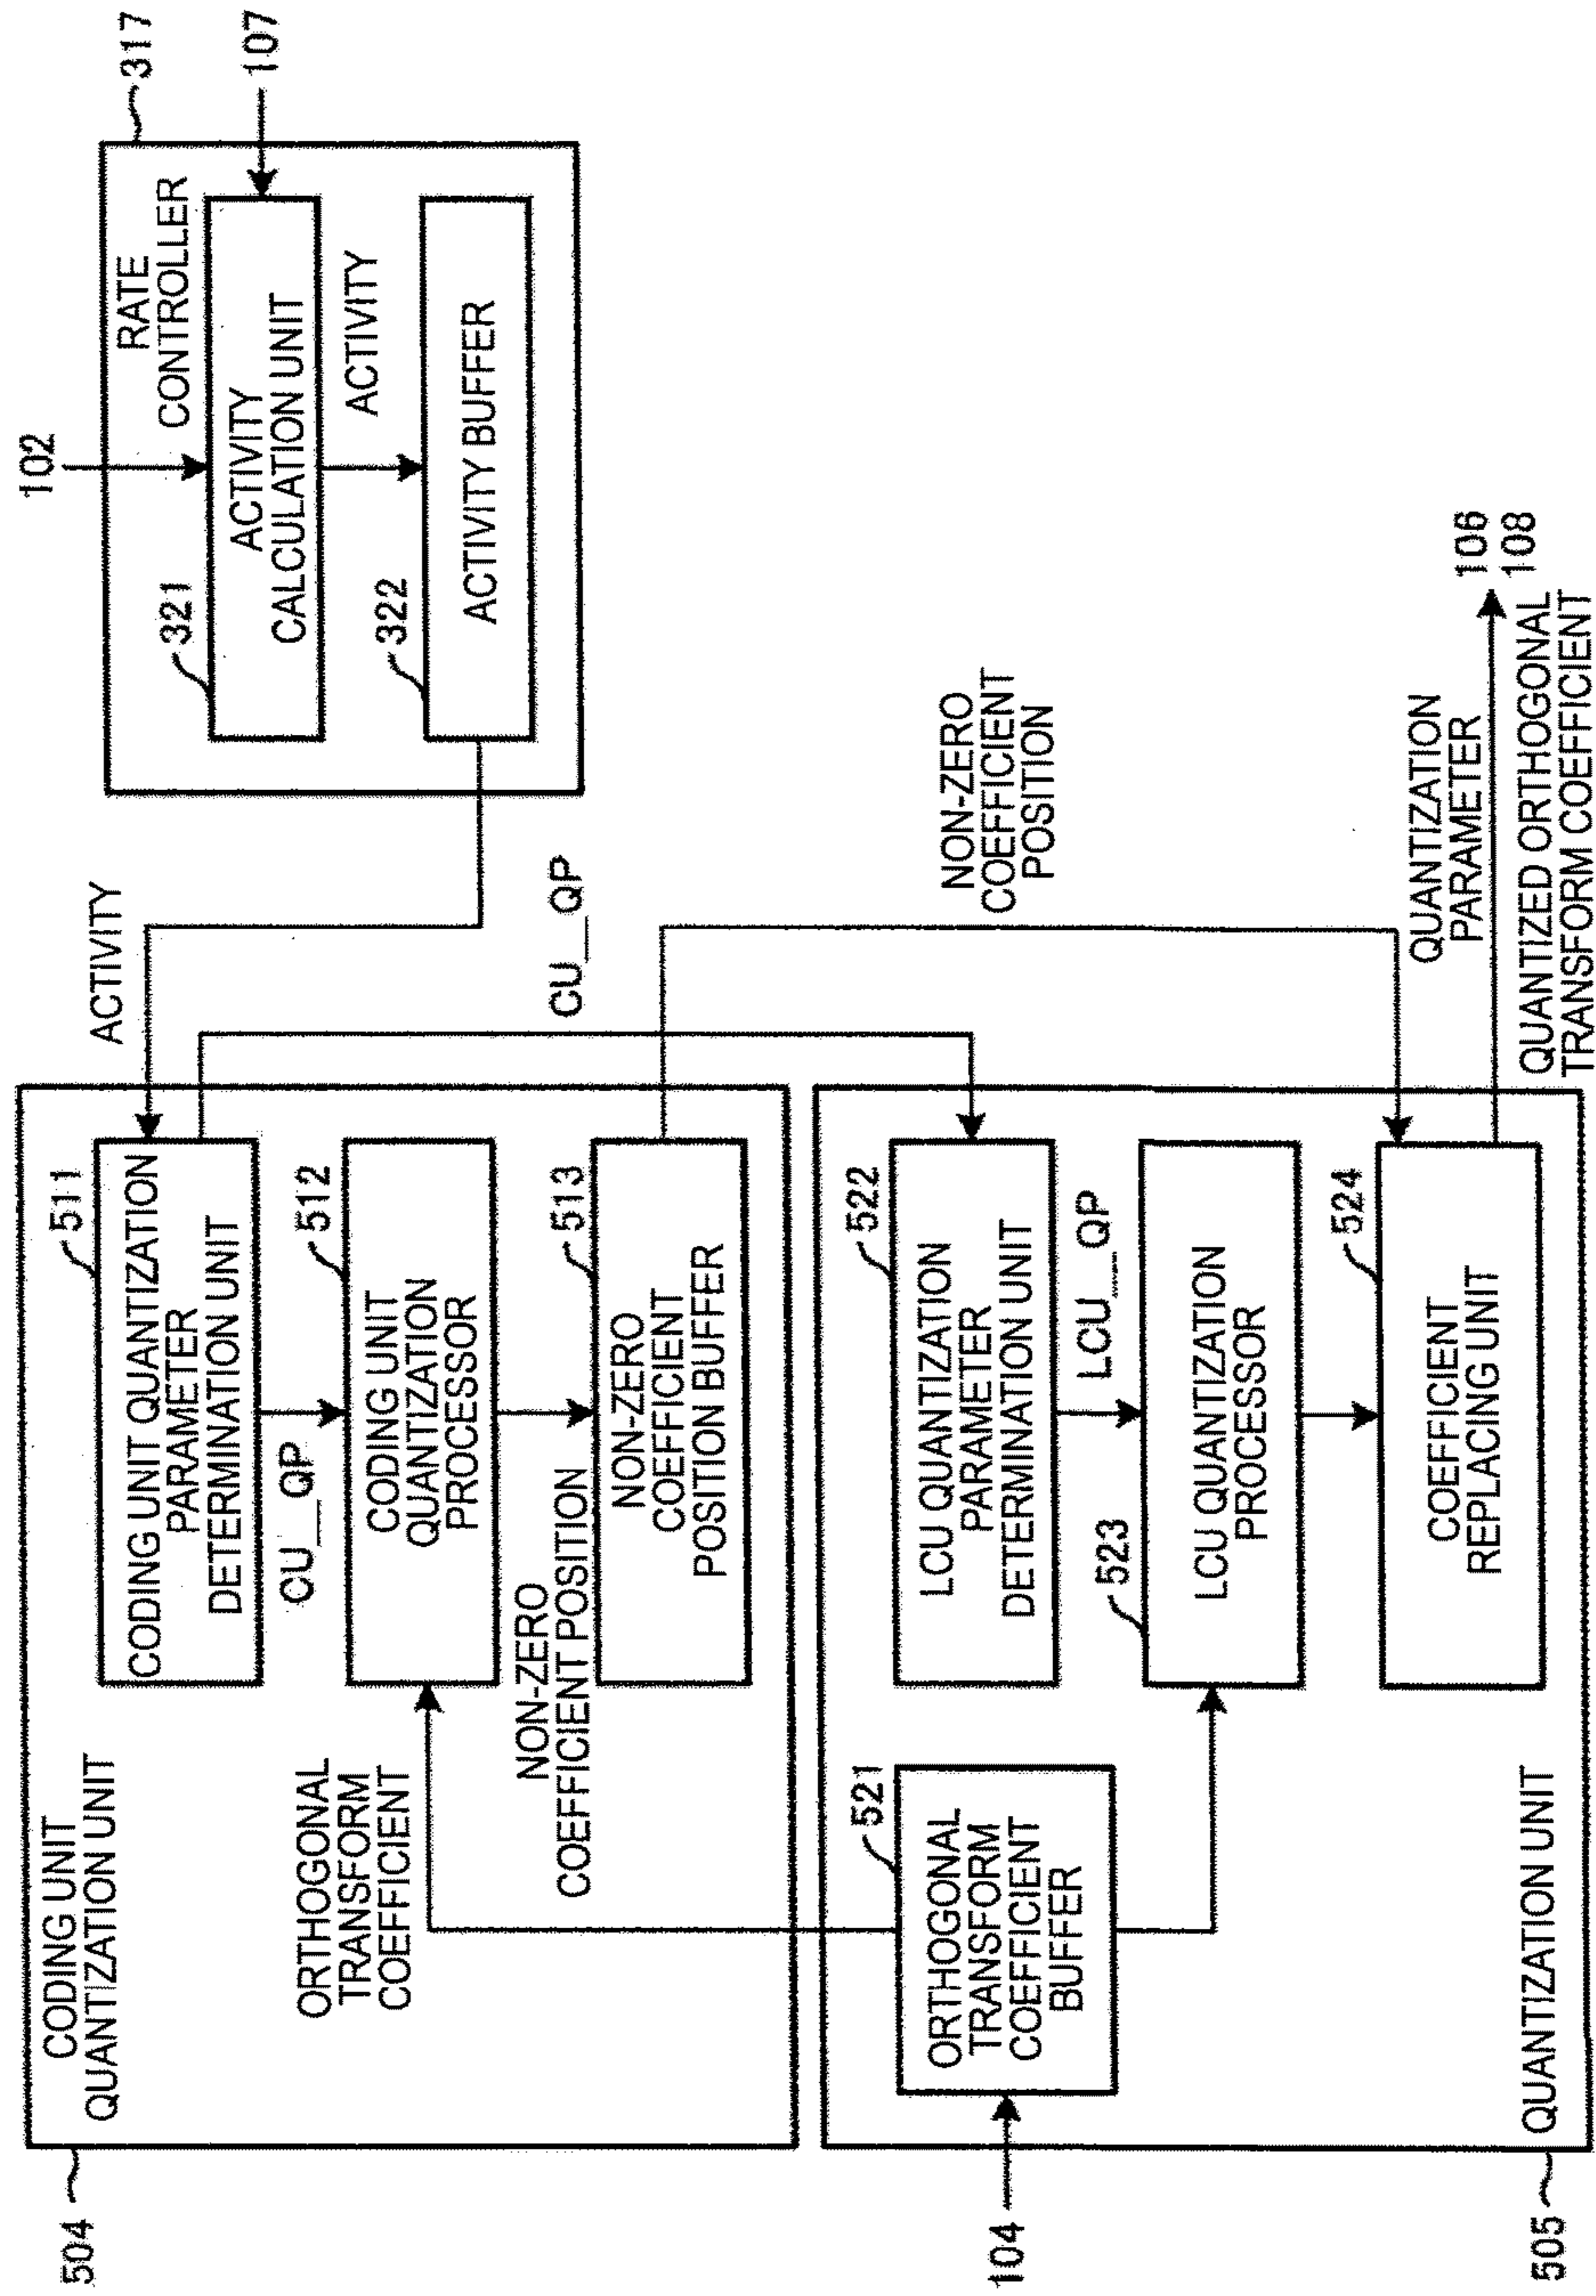 504
CODING UNIT
QUANTIZATION UNIT
511
CODING UNIT QUANTIZATION
PARAMETER
DETERMINATION UNIT
CU_QP
ORTHOGONAL
TRANSFORM
COEFFICIENT
512
CODING UNIT
QUANTIZATION
PROCESSOR
NON-ZERO
COEFFICIENT POSITION
513
NON-ZERO
COEFFICIENT
POSITION BUFFER
ACTIVITY
CU_QP
102
317
RATE
CONTROLLER
107
321
ACTIVITY
CALCULATION UNIT
ACTIVITY
322
ACTIVITY BUFFER
NON-ZERO
COEFFICIENT
POSITION
104
521
ORTHOGONAL
TRANSFORM
COEFFICIENT
BUFFER
522
LCU QUANTIZATION
PARAMETER
DETERMINATION UNIT
LCU_QP
523
LCU QUANTIZATION
PROCESSOR
524
COEFFICIENT
REPLACING UNIT
QUANTIZATION
PARAMETER
106
108
QUANTIZED ORTHOGONAL
TRANSFORM COEFFICIENT
QUANTIZATION UNIT
505